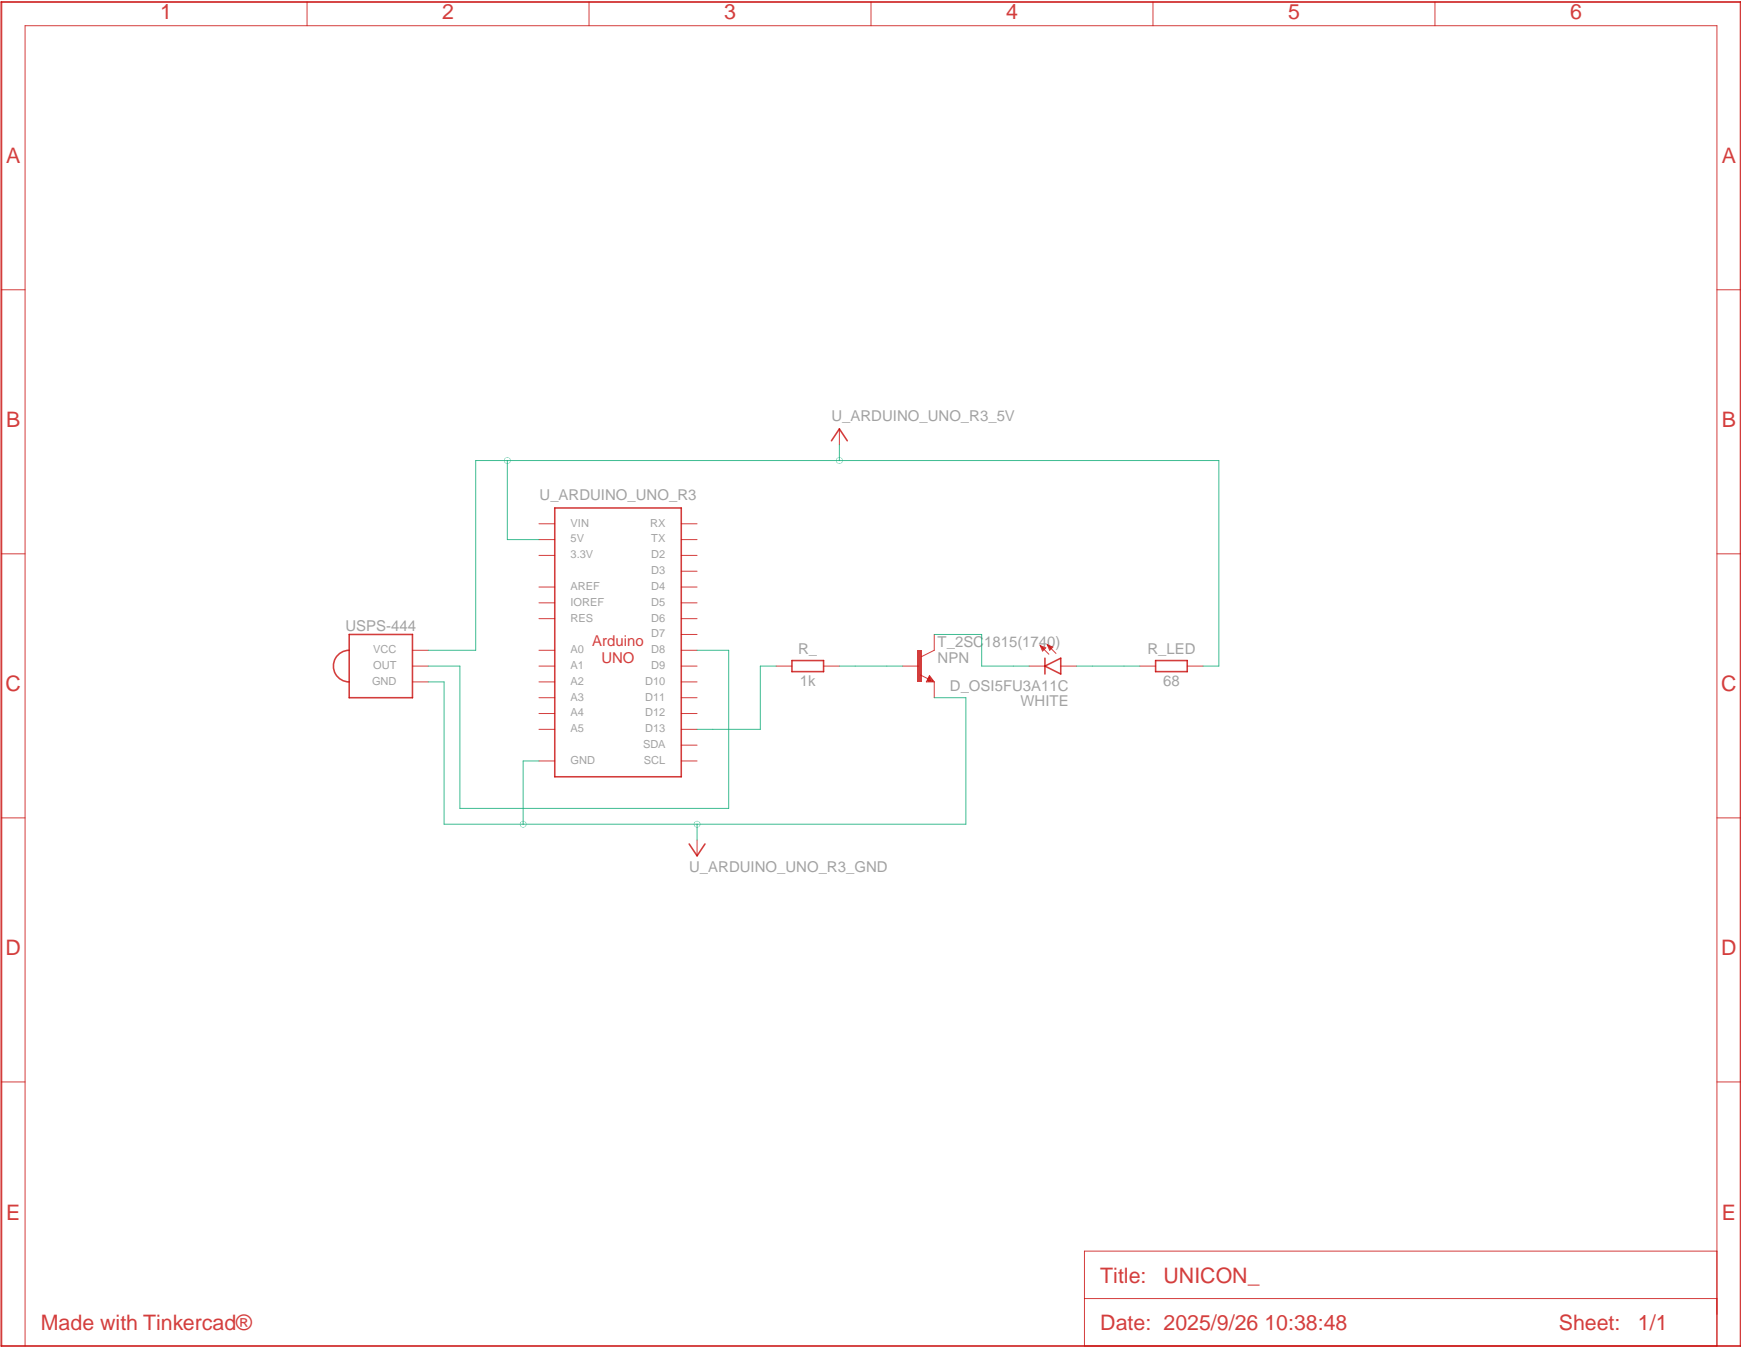 1 2 3 4 5 6
A A
B B
C C
D D
E E
U_ARDUINO_UNO_R3_5V
U_ARDUINO_UNO_R3
VIN RX
5V TX
3.3V D2
D3
AREF D4
IOREF D5
RES D6
D7
A0 D8
A1 D9
A2 D10
A3 D11
A4 D12
A5 D13
SDA
GND SCL
Arduino
UNO
USPS-444
VCC
OUT
GND
R_
1k
T_2SC1815(1740)
NPN
D_OSI5FU3A11C
WHITE
R_LED
68
U_ARDUINO_UNO_R3_GND
Title: UNICON_
Date: 2025/9/26 10:38:48 Sheet: 1/1
Made with Tinkercad®